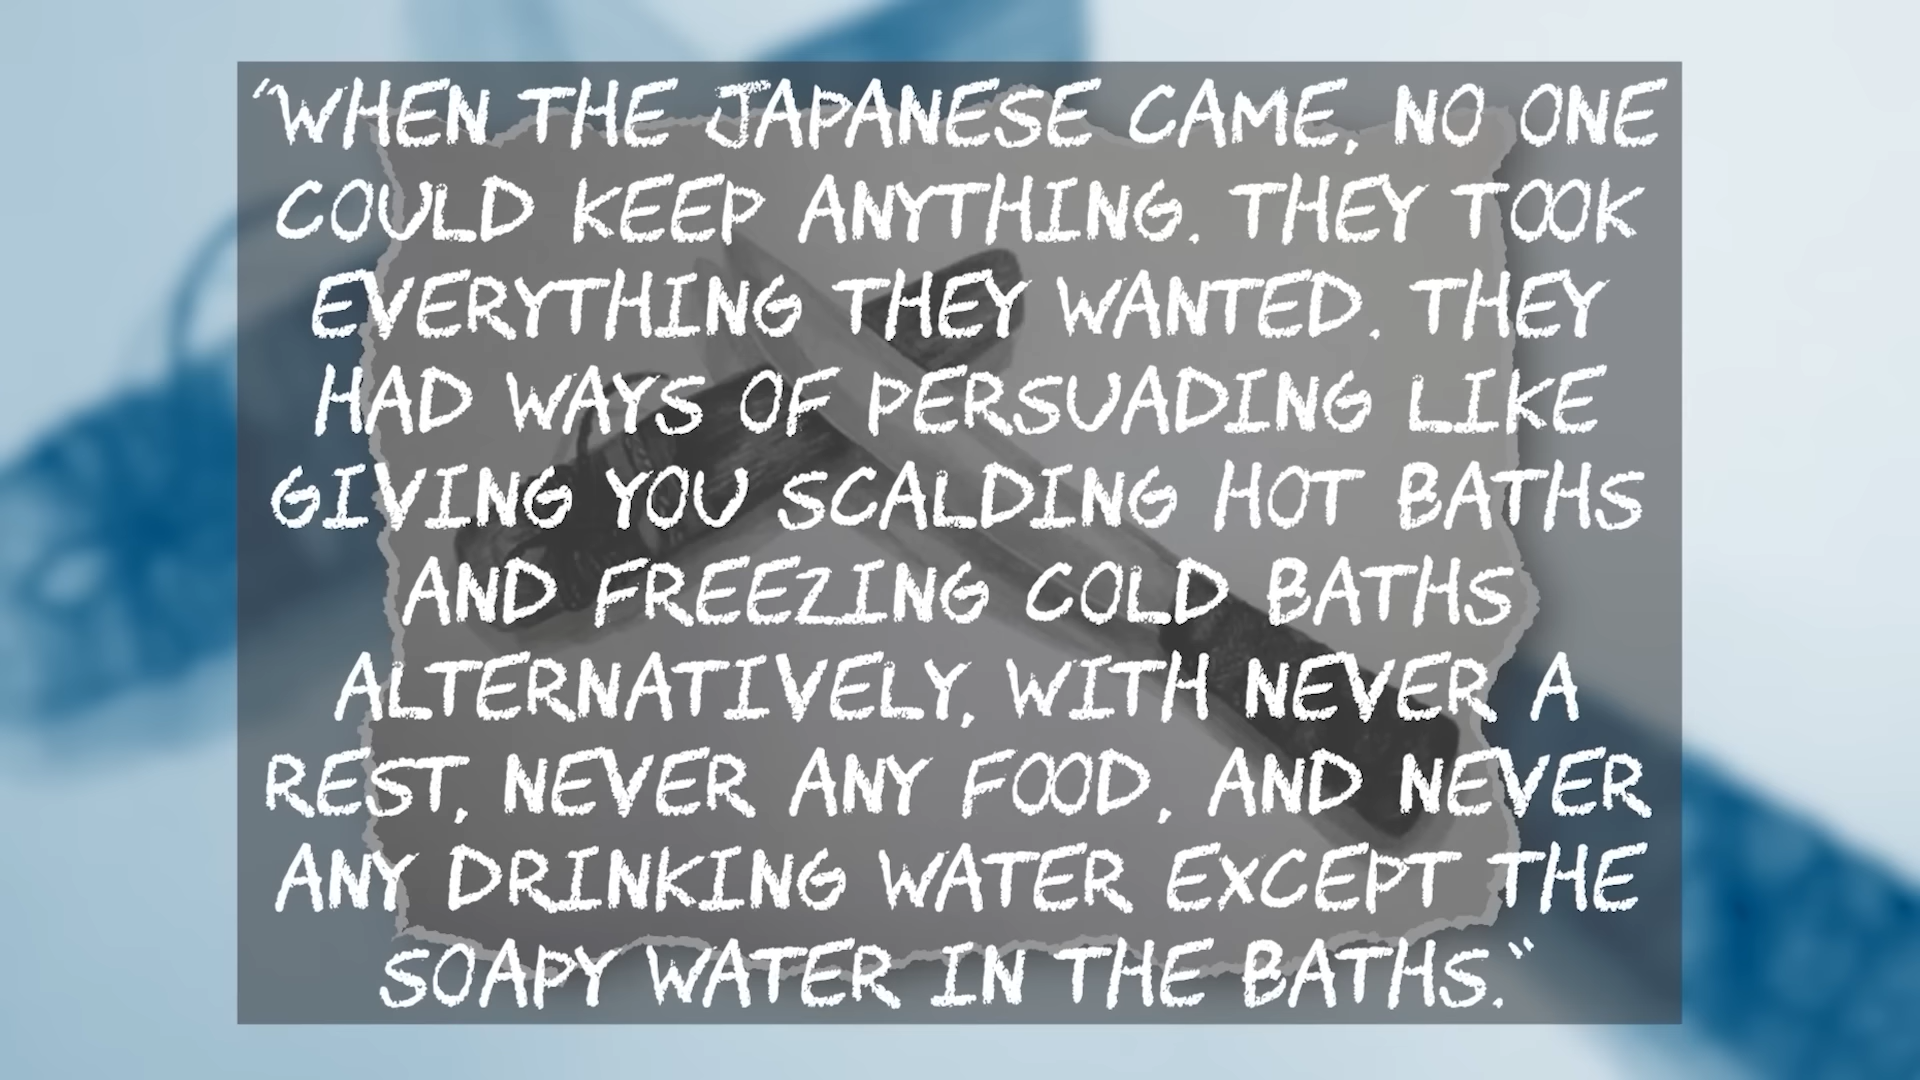 "WHEN THE JAPANESE CAME, NO ONE
COULD KEEP ANYTHING. THEY TOOK
EVERYTHING THEY WANTED. THEY
HAD WAYS OF PERSUADING LIKE
GIVING YOU SCALDING HOT BATHS
AND FREEZING COLD BATHS
ALTERNATIVELY, WITH NEVER A
REST, NEVER ANY FOOD, AND NEVER
ANY DRINKING WATER EXCEPT THE
SOAPY WATER IN THE BATHS."